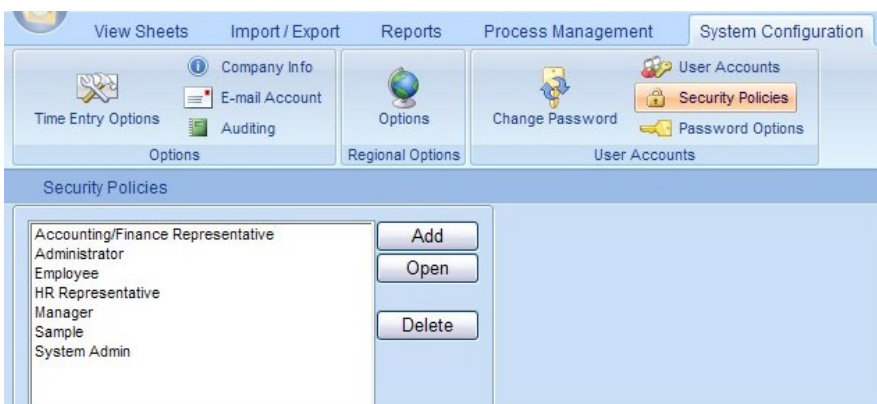 View Sheets Import / Export Reports Process Management System Configuration
Company Info User Accounts
E-mail Account Security Policies
Time Entry Options Auditing Options Change Password Password Options
Options Regional Options User Accounts
Security Policies
Accounting/Finance Representative Add
Administrator
Employee Open
HR Representative
Manager
Sample Delete
System Admin